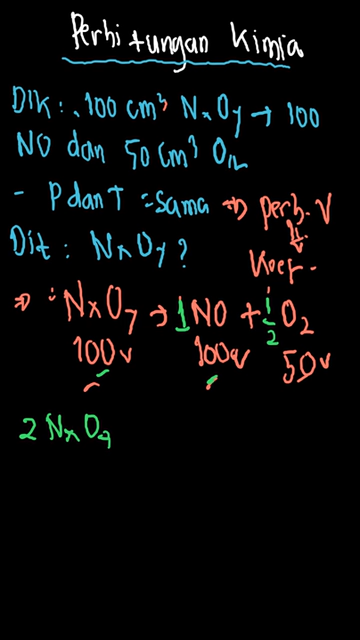 Perhitungan Kimia
Dik : . 100 cm³ NxOy → 100
NO dan 50 cm³ O2
- P dan T = sama ⇒ perb. V
Dit : NxOy ? Koef.
⇒ : NxOy → 1 NO + 1/2 O2
100 v 100 v 50 v
2 NxOy